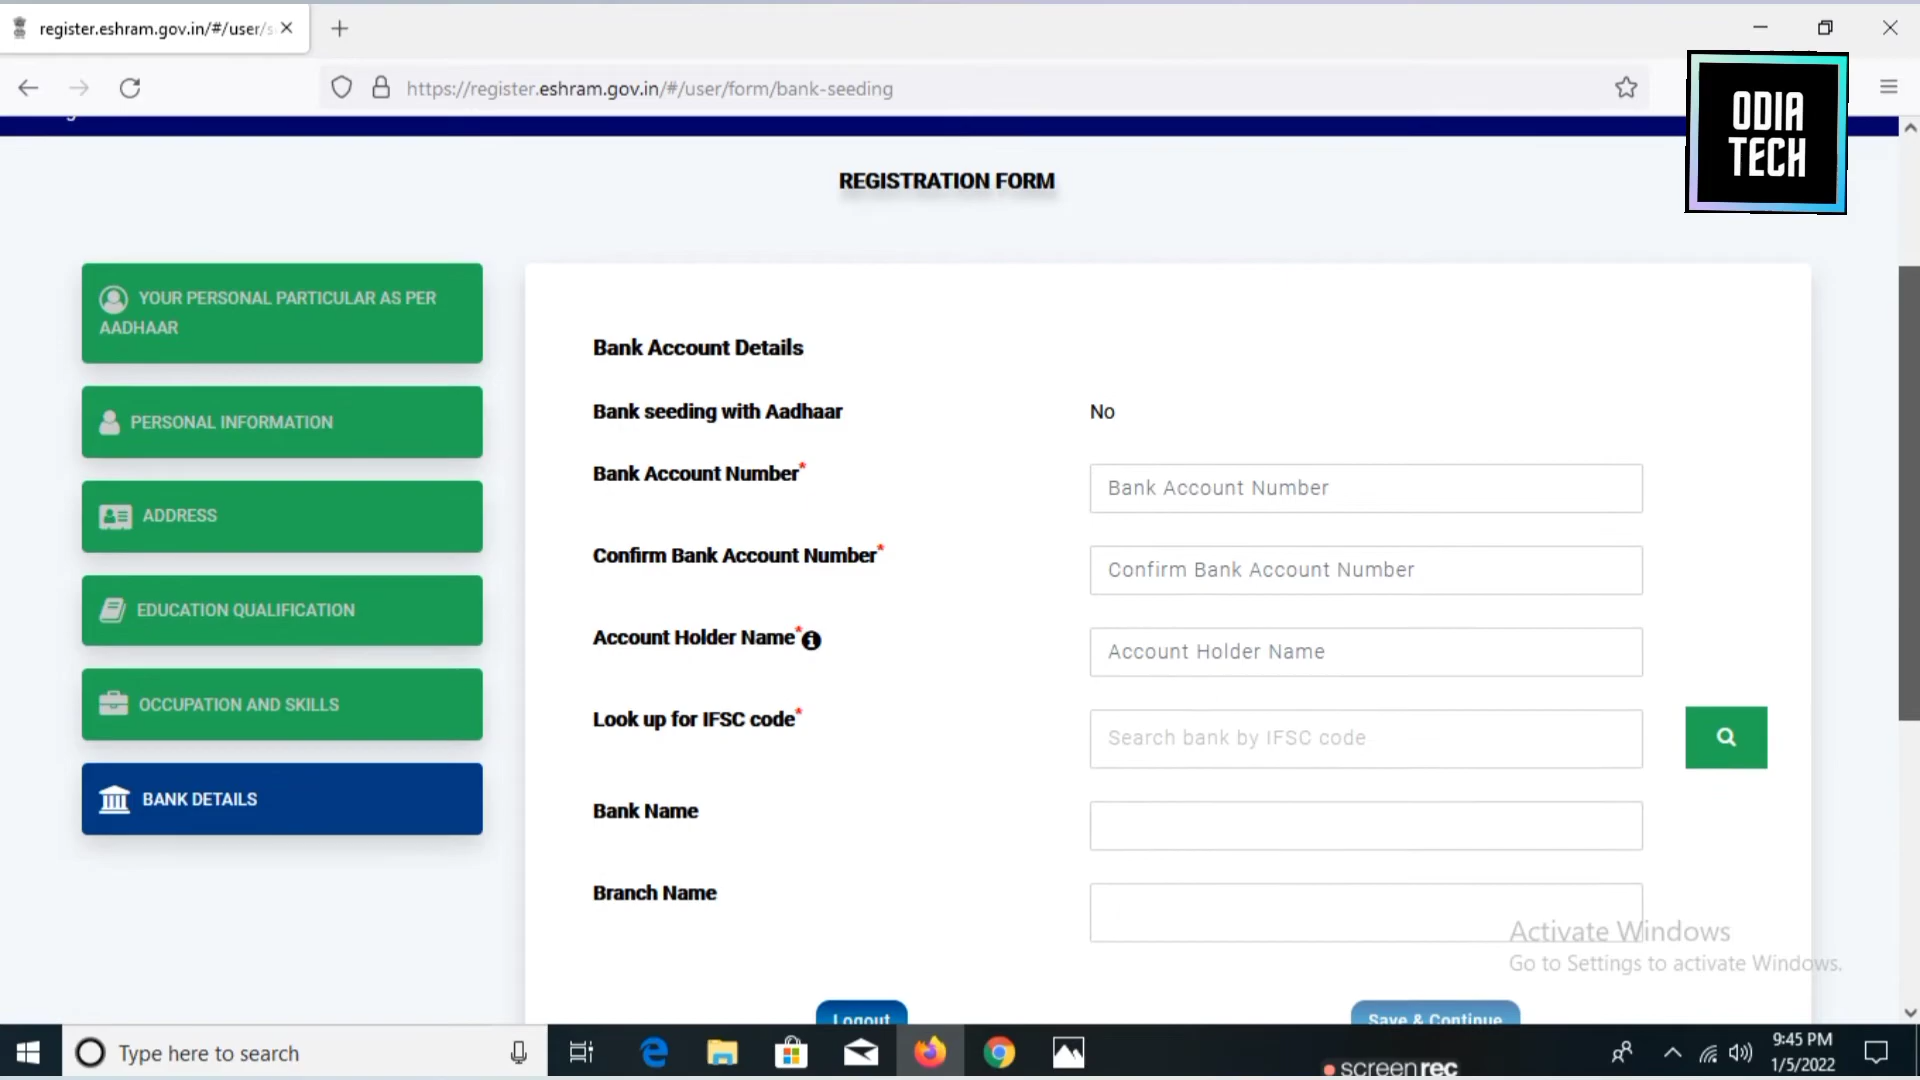 register.eshram.gov.in/#/user/s
https://register.eshram.gov.in/#/user/form/bank-seeding
ODIA
TECH
REGISTRATION FORM
YOUR PERSONAL PARTICULAR AS PER
AADHAAR
PERSONAL INFORMATION
ADDRESS
EDUCATION QUALIFICATION
OCCUPATION AND SKILLS
BANK DETAILS
Bank Account Details
Bank seeding with Aadhaar No
Bank Account Number* Bank Account Number
Confirm Bank Account Number* Confirm Bank Account Number
Account Holder Name* Account Holder Name
Look up for IFSC code* Search bank by IFSC code
Bank Name
Branch Name
Activate Windows
Go to Settings to activate Windows.
Logout Save & Continue
Type here to search
screenrec
9:45 PM
1/5/2022